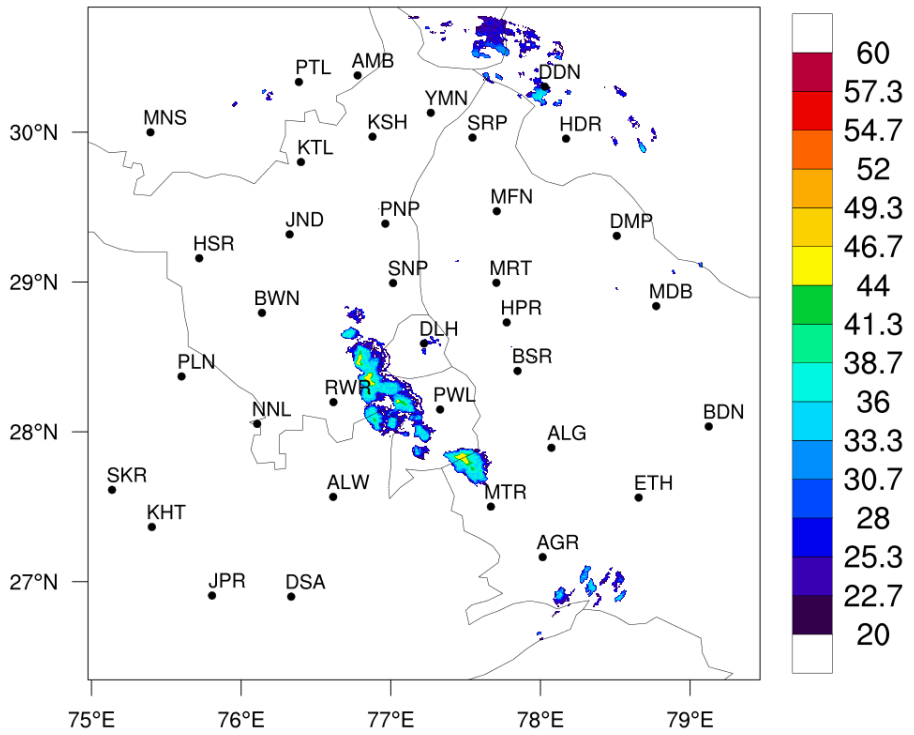 60
AMB
PTL
DDN
57.3
YMN
MNS
KSH
SRP
HDR
30°N
54.7
KTL
52
PNP
MFN
49.3
JND
DMP
HSR
46.7
SNP
MRT
29°N
44
BWN
HPR
MDB
41.3
DLH
BSR
38.7
PLN
RWR
PWL
36
NNL
BDN
28°N
33.3
ALG
30.7
SKR
ALW
MTR
ETH
28
KHT
AGR
25.3
27°N
JPR
DSA
22.7
20
75°E
76°E
77°E
78°E
79°E